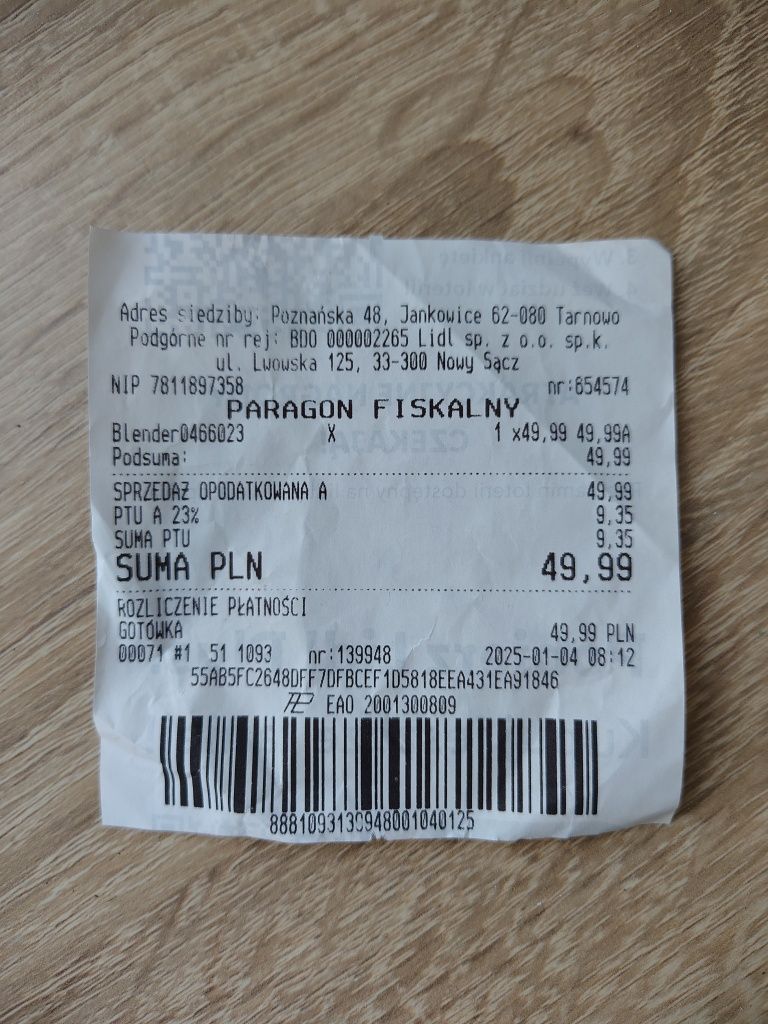 Adres siedziby: Poznańska 48, Jankowice 62-080 Tarnowo
Podgórne nr rej: BDO 000002265 Lidl sp. z o.o. sp.k.
ul. Lwowska 125, 33-300 Nowy Sącz
NIP 7811897358 nr:654574
PARAGON FISKALNY
Blender0466023 X 1 x49,99 49,99A
Podsuma: 49,99
SPRZEDAŻ OPODATKOWANA A 49,99
PTU A 23% 9,35
SUMA PTU 9,35
SUMA PLN 49,99
ROZLICZENIE PŁATNOŚCI
GOTÓWKA 49,99 PLN
00071 #1 51 1093 nr:139948 2025-01-04 08:12
55AB5FC2648DFF7DFBCEF1D5818EEA431EA91846
EAO 2001300809
8881093139948001040125